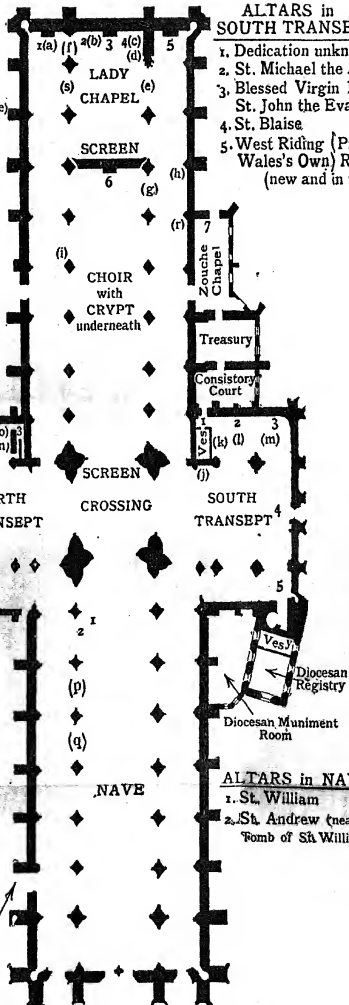 ALTARS in
SOUTH TRANSE
1. Dedication unkn
2. St. Michael the
3. Blessed Virgin
St. John the Eva
4. St. Blaise
5. West Riding (P
Wales's Own) R
(new and in
1(a) (f) 2(b) 3 4(c) 5
(d)
LADY
CHAPEL
(s) (e)
SCREEN
6
(h)
(g)
(r)
7
Zouche
Chapel
(i)
CHOIR
with
CRYPT
underneath
Treasury
Consistory
Court
1 2 3
Ves.
(k) (l) (m)
(j)
3
SCREEN
RTH
NSEPT
CROSSING
SOUTH
TRANSEPT
4
5
1
2
Vesy
Diocesan
Registry
Diocesan Muniment
Room
(p)
(q)
NAVE
ALTARS in NA
1. St. William
2. St. Andrew (nea
Tomb of St. Willi